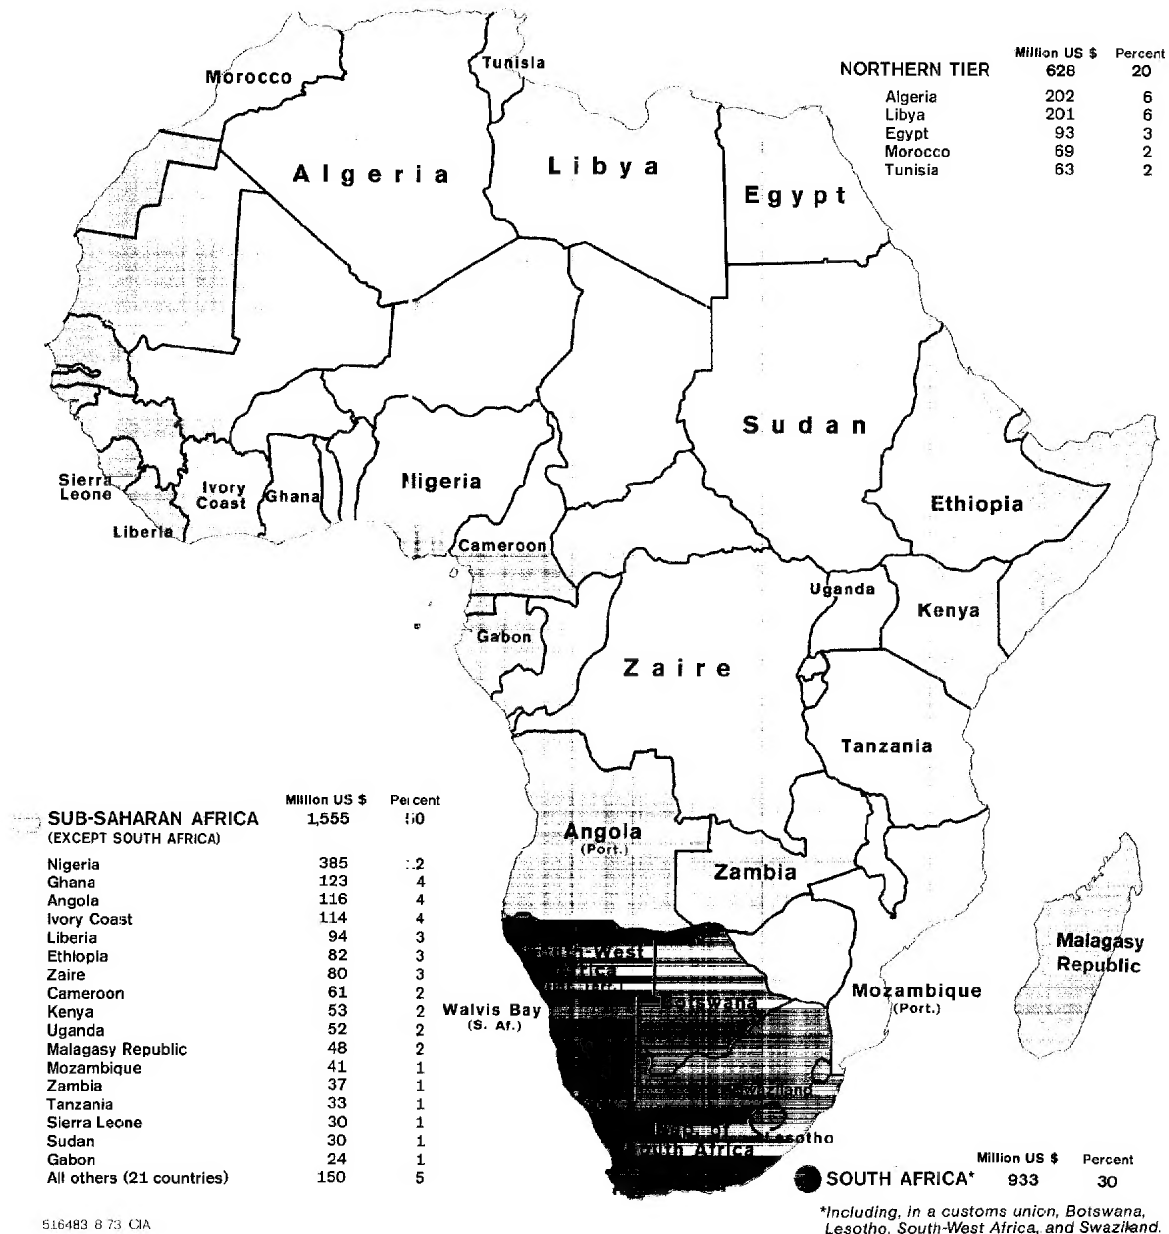 Million US $ Percent
NORTHERN TIER 628 20
Algeria 202 6
Libya 201 6
Egypt 93 3
Morocco 69 2
Tunisia 63 2
Morocco
Tunisia
Algeria
Libya
Egypt
Sudan
Nigeria
Sierra
Leone
Ivory
Coast
Ghana
Liberia
Ethiopia
Cameroon
Uganda
Kenya
Gabon
Zaire
Tanzania
Angola
(Port.)
Zambia
Malagasy
Republic
Mozambique
(Port.)
Walvis Bay
(S. Af.)
Botswana
Swaziland
Lesotho
South Africa
Million US $ Percent
SUB-SAHARAN AFRICA 1,555
(EXCEPT SOUTH AFRICA)
Nigeria 385
Ghana 123 4
Angola 116 4
Ivory Coast 114 4
Liberia 94 3
Ethiopia 82 3
Zaire 80 3
Cameroon 61 2
Kenya 53 2
Uganda 52 2
Malagasy Republic 48 2
Mozambique 41 1
Zambia 37 1
Tanzania 33 1
Sierra Leone 30 1
Sudan 30 1
Gabon 24 1
All others (21 countries) 150 5
Million US $ Percent
SOUTH AFRICA* 933 30
*Including, in a customs union, Botswana,
Lesotho, South-West Africa, and Swaziland.
516483 8 73 CIA